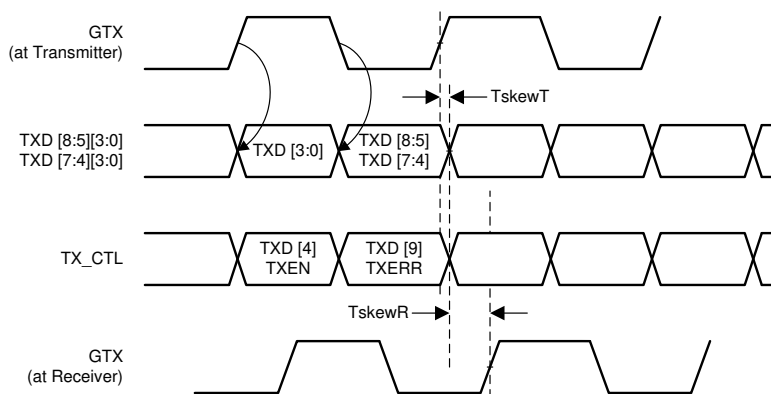 GTX
(at Transmitter)
TskewT
TXD [8:5][3:0]
TXD [7:4][3:0]
TXD [3:0]
TXD [8:5]
TXD [7:4]
TX_CTL
TXD [4]
TXEN
TXD [9]
TXERR
TskewR
GTX
(at Receiver)